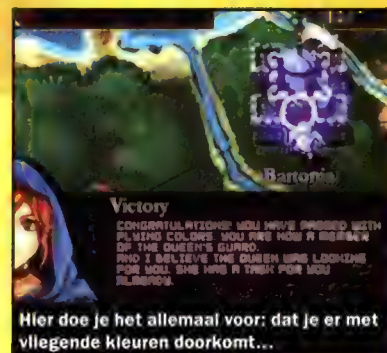 Bartonia
Victory
CONGRATULATIONS! YOU HAVE PASSED WITH
FLYING COLORS. YOU ARE NOW A MEMBER
OF THE QUEEN'S GUARD.
AND I BELIEVE THE QUEEN WAS LOOKING
FOR YOU. SHE HAS A TASK FOR YOU
ALREADY.
Hier doe je het allemaal voor: dat je er met
vliegende kleuren doorkomt...